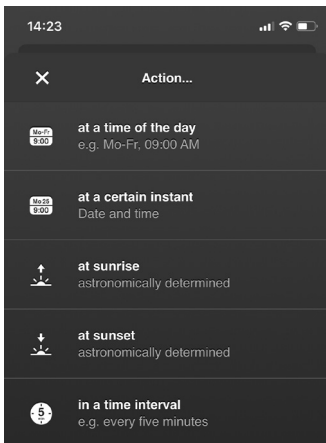 14:23
Action...
Mo-Fr
9:00
at a time of the day
e.g. Mo-Fr, 09:00 AM
Mo 25
9:00
at a certain instant
Date and time
at sunrise
astronomically determined
at sunset
astronomically determined
5
in a time interval
e.g. every five minutes